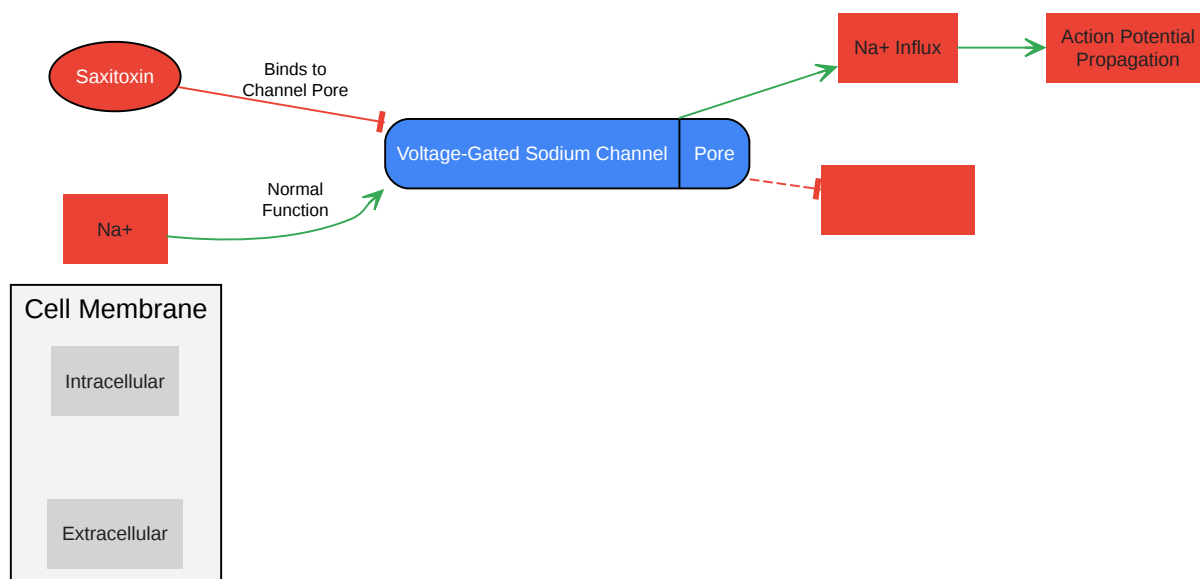 Saxitoxin
Binds to
Channel Pore
Na+ Influx
Action Potential
Propagation
Voltage-Gated Sodium Channel
Pore
Normal
Function
Na+
Cell Membrane
Intracellular
Extracellular